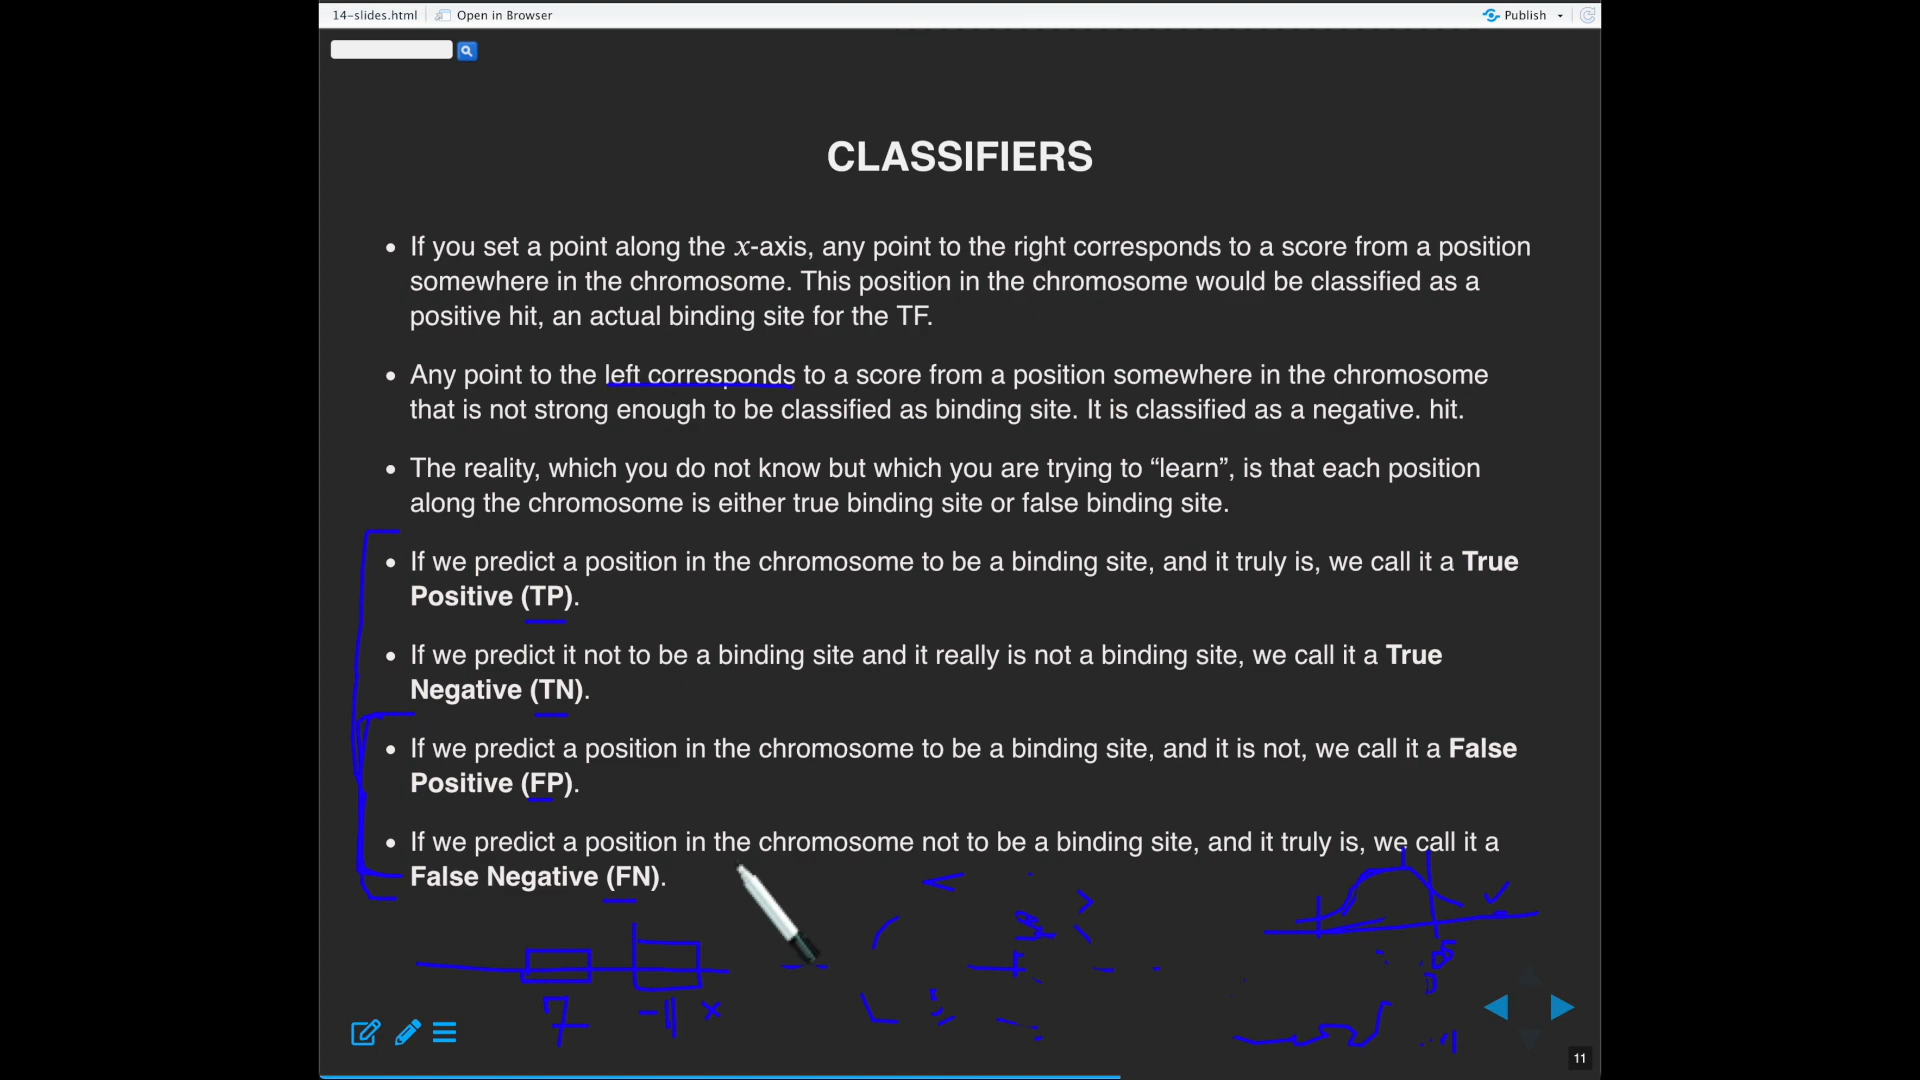 14-slides.html Open in Browser Publish
CLASSIFIERS
If you set a point along the x-axis, any point to the right corresponds to a score from a position
somewhere in the chromosome. This position in the chromosome would be classified as a
positive hit, an actual binding site for the TF.
Any point to the left corresponds to a score from a position somewhere in the chromosome
that is not strong enough to be classified as binding site. It is classified as a negative. hit.
The reality, which you do not know but which you are trying to “learn”, is that each position
along the chromosome is either true binding site or false binding site.
If we predict a position in the chromosome to be a binding site, and it truly is, we call it a True
Positive (TP).
If we predict it not to be a binding site and it really is not a binding site, we call it a True
Negative (TN).
If we predict a position in the chromosome to be a binding site, and it is not, we call it a False
Positive (FP).
If we predict a position in the chromosome not to be a binding site, and it truly is, we call it a
False Negative (FN).
7 -11 x
11